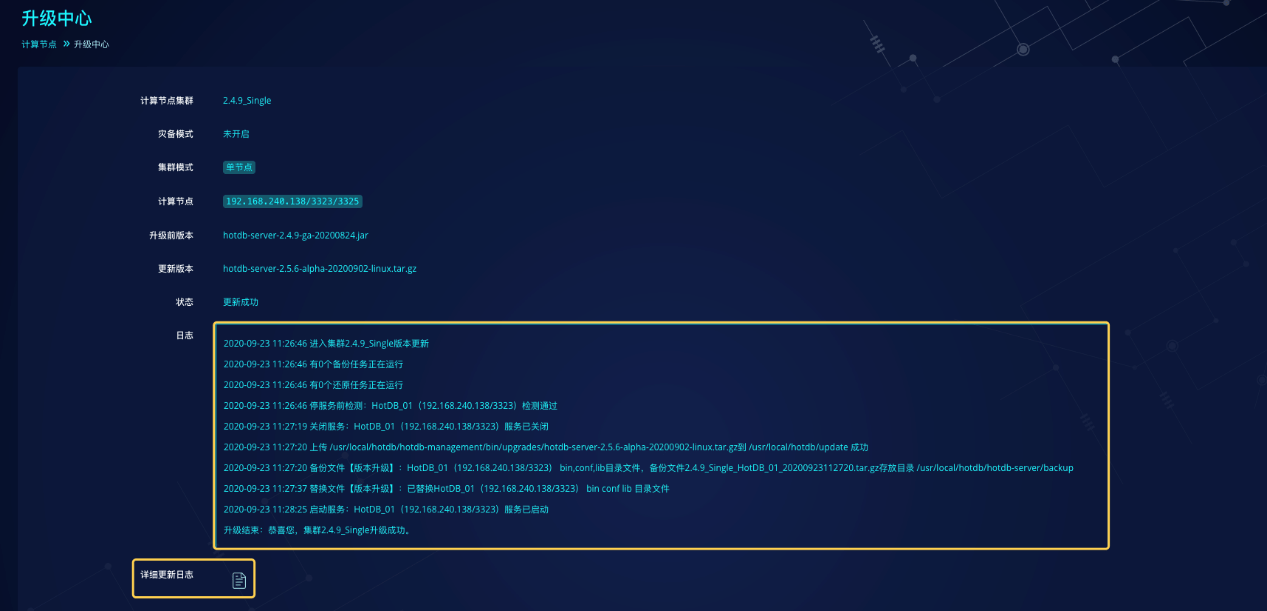 升级中心
计算节点 » 升级中心
计算节点集群 2.4.9_Single
灾备模式 未开启
集群模式 单节点
计算节点 192.168.240.138/3323/3325
升级前版本 hotdb-server-2.4.9-ga-20200824.jar
更新版本 hotdb-server-2.5.6-alpha-20200902-linux.tar.gz
状态 更新成功
日志
2020-09-23 11:26:46 进入集群2.4.9_Single版本更新
2020-09-23 11:26:46 有0个备份任务正在运行
2020-09-23 11:26:46 有0个还原任务正在运行
2020-09-23 11:26:46 停服务前检测：HotDB_01（192.168.240.138/3323）检测通过
2020-09-23 11:27:19 关闭服务：HotDB_01（192.168.240.138/3323）服务已关闭
2020-09-23 11:27:20 上传 /usr/local/hotdb/hotdb-management/bin/upgrades/hotdb-server-2.5.6-alpha-20200902-linux.tar.gz到 /usr/local/hotdb/update 成功
2020-09-23 11:27:20 备份文件【版本升级】：HotDB_01（192.168.240.138/3323） bin,conf,lib目录文件，备份文件2.4.9_Single_HotDB_01_20200923112720.tar.gz存放目录 /usr/local/hotdb/hotdb-server/backup
2020-09-23 11:27:37 替换文件【版本升级】：已替换HotDB_01（192.168.240.138/3323） bin conf lib 目录文件
2020-09-23 11:28:25 启动服务：HotDB_01（192.168.240.138/3323）服务已启动
升级结束：恭喜您，集群2.4.9_Single升级成功。
详细更新日志